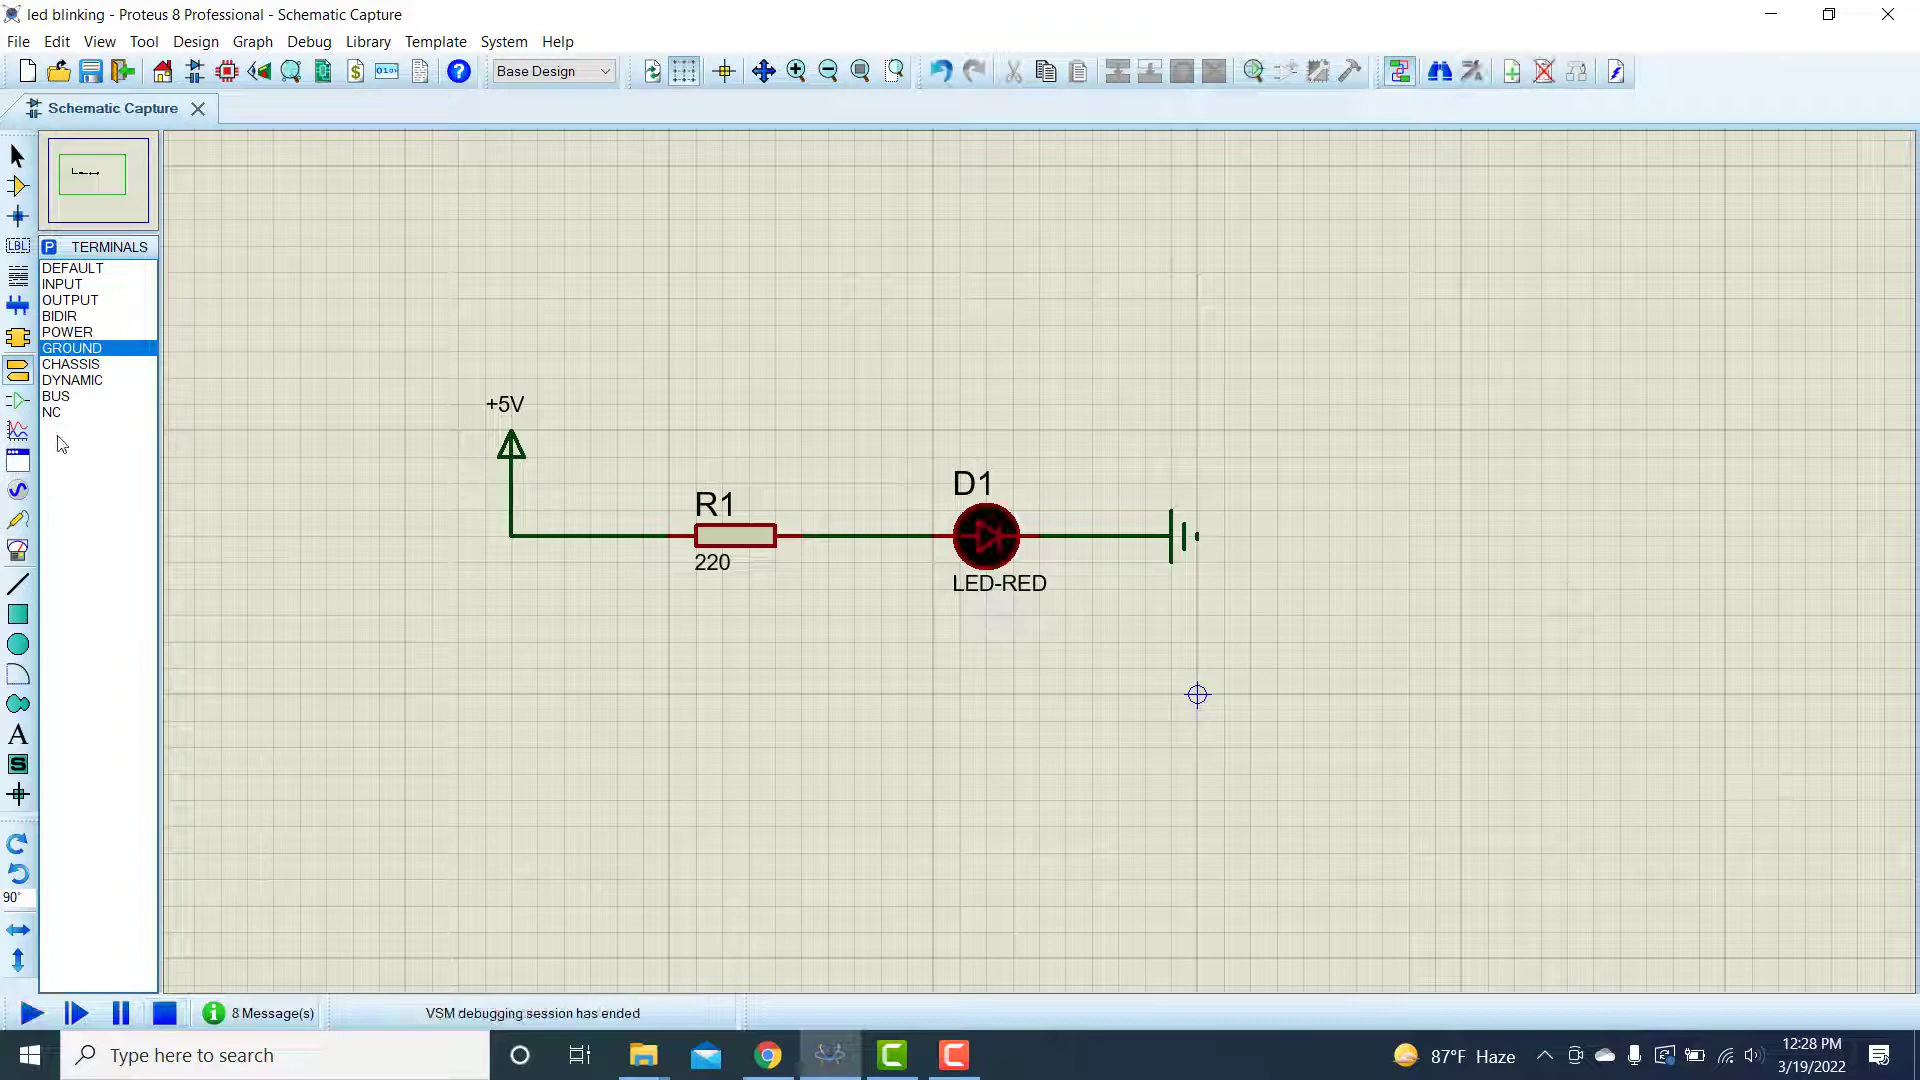 led blinking - Proteus 8 Professional - Schematic Capture
File Edit View Tool Design Graph Debug Library Template System Help
Base Design
Schematic Capture
P TERMINALS
DEFAULT
INPUT
OUTPUT
BIDIR
POWER
GROUND
CHASSIS
DYNAMIC
BUS
NC
LBL
A
S
90°
+5V
R1
220
D1
LED-RED
8 Message(s)
VSM debugging session has ended
Type here to search
87°F Haze
12:28 PM
3/19/2022